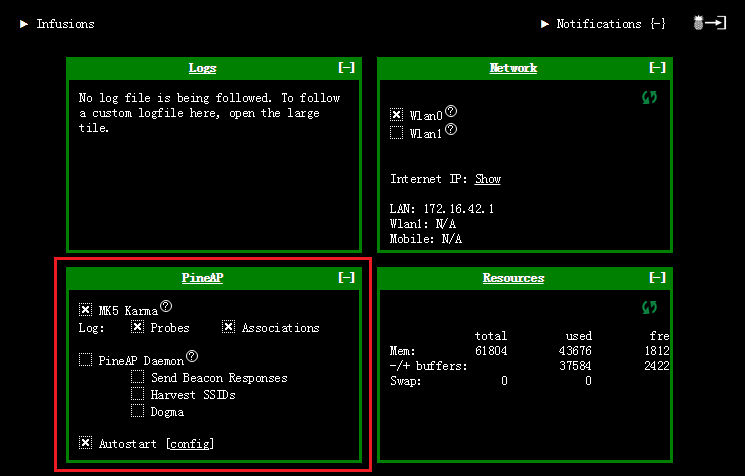 ▶ Infusions
▶ Notifications [-]
Logs [-]
No log file is being followed. To follow
a custom logfile here, open the large
tile.
Network [-]
Wlan0 ?
Wlan1 ?
Internet IP: Show
LAN: 172.16.42.1
Wlan1: N/A
Mobile: N/A
PineAP [-]
MK5 Karma ?
Log: Probes Associations
PineAP Daemon ?
Send Beacon Responses
Harvest SSIDs
Dogma
Autostart [config]
Resources [-]
total used fre
Mem: 61804 43676 1812
-/+ buffers: 37584 2422
Swap: 0 0